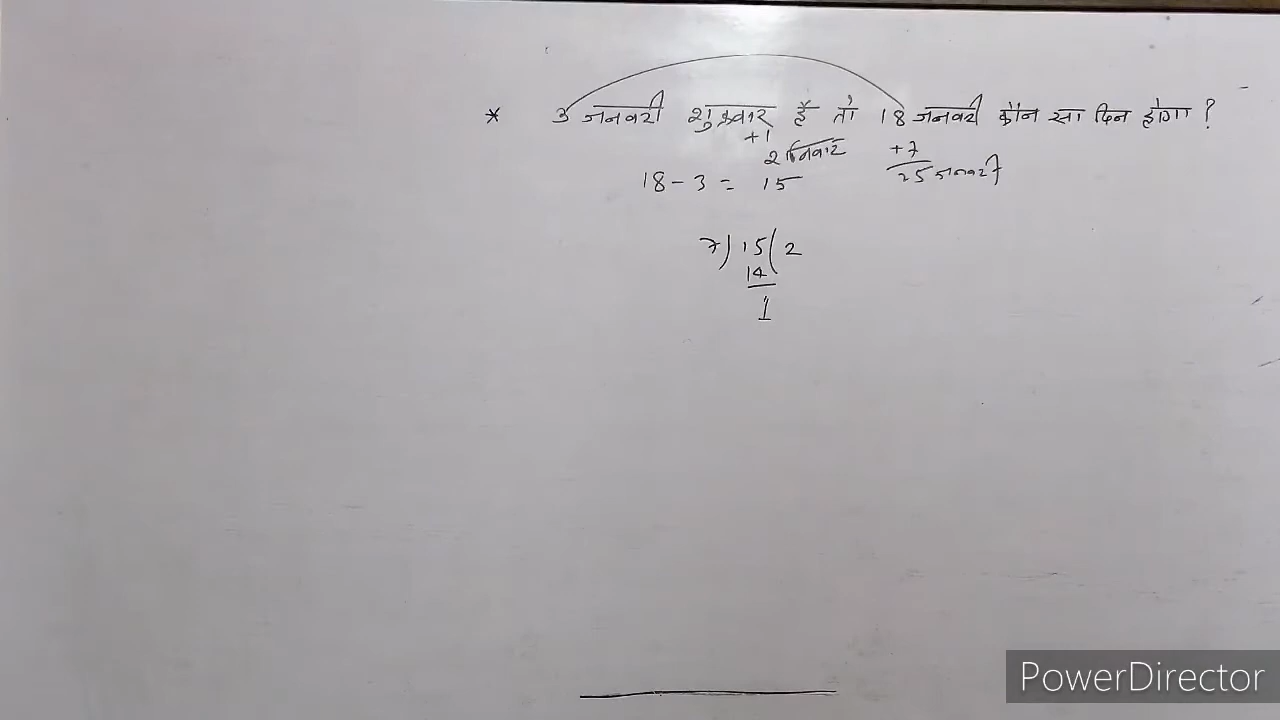 * 3 जनवरी शुक्रवार है तो 18 जनवरी कौन सा दिन होगा ?
+1 +7
शनिवार 25 जनवरी
18 - 3 = 15
7 ) 15 ( 2
14
1
PowerDirector